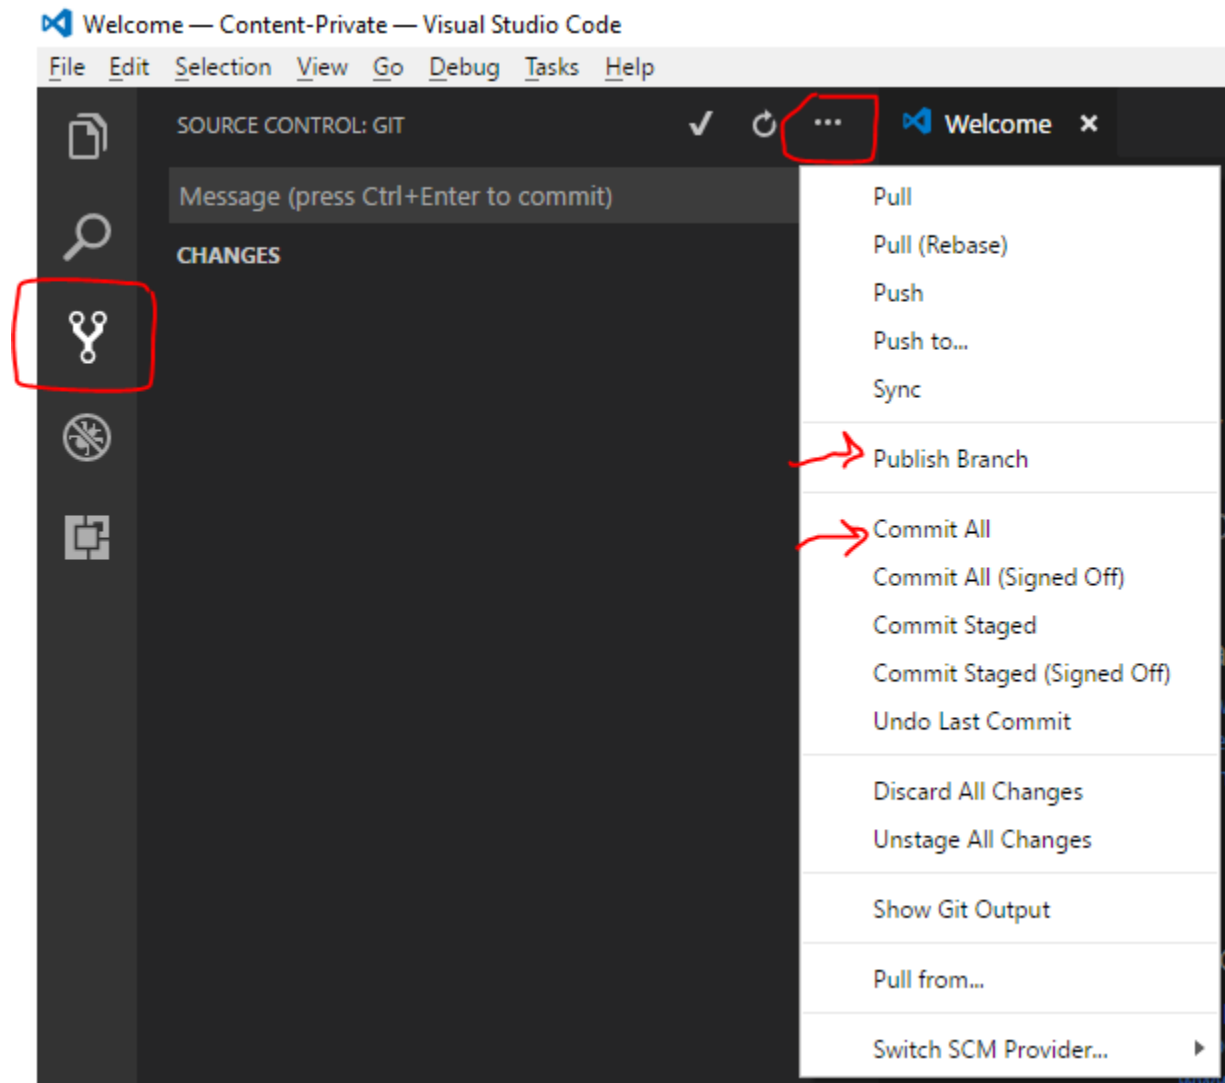 Welcome — Content-Private — Visual Studio Code
File Edit Selection View Go Debug Tasks Help
SOURCE CONTROL: GIT
Welcome
Message (press Ctrl+Enter to commit)
CHANGES
Pull
Pull (Rebase)
Push
Push to...
Sync
Publish Branch
Commit All
Commit All (Signed Off)
Commit Staged
Commit Staged (Signed Off)
Undo Last Commit
Discard All Changes
Unstage All Changes
Show Git Output
Pull from...
Switch SCM Provider...